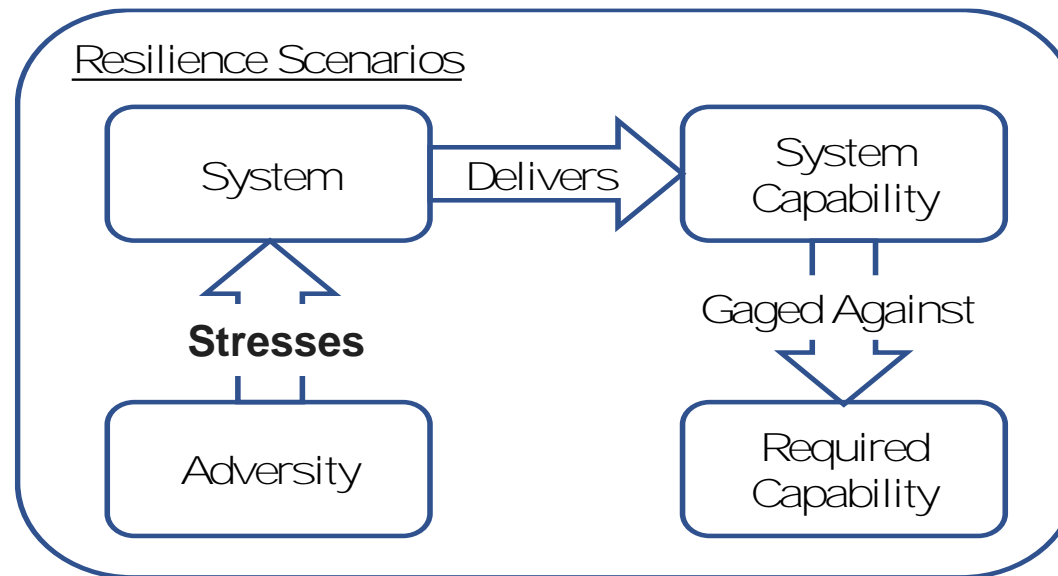 Resilience Scenarios
System
Delivers
System
Capability
Stresses
Gaged Against
Adversity
Required
Capability